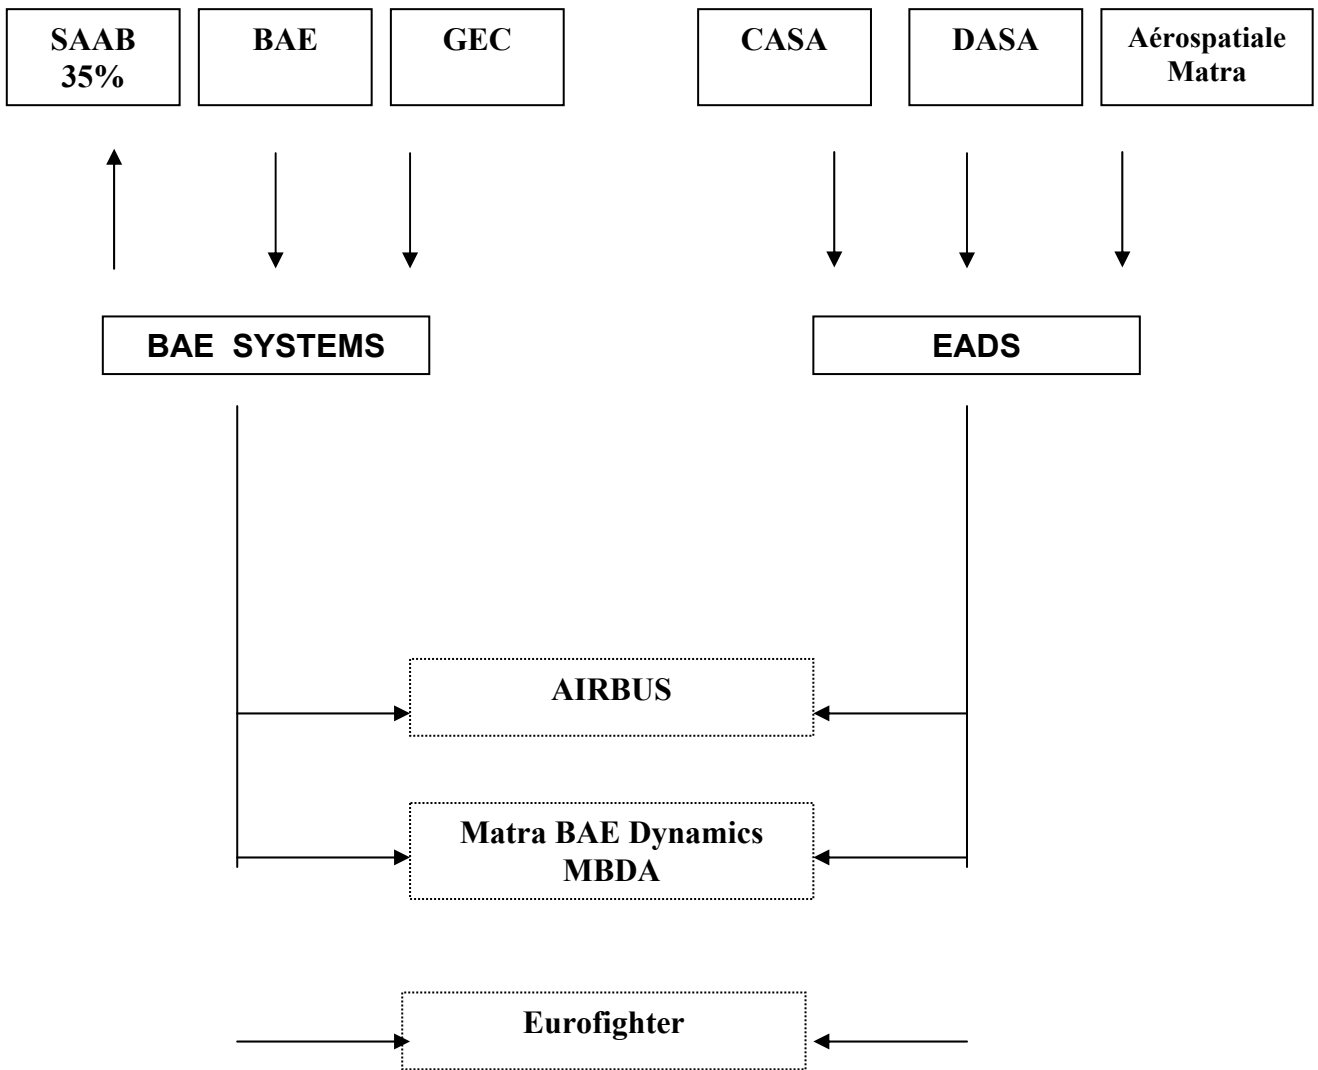 SAAB
35%
BAE
GEC
CASA
DASA
Aérospatiale
Matra
BAE SYSTEMS
EADS
AIRBUS
Matra BAE Dynamics
MBDA
Eurofighter